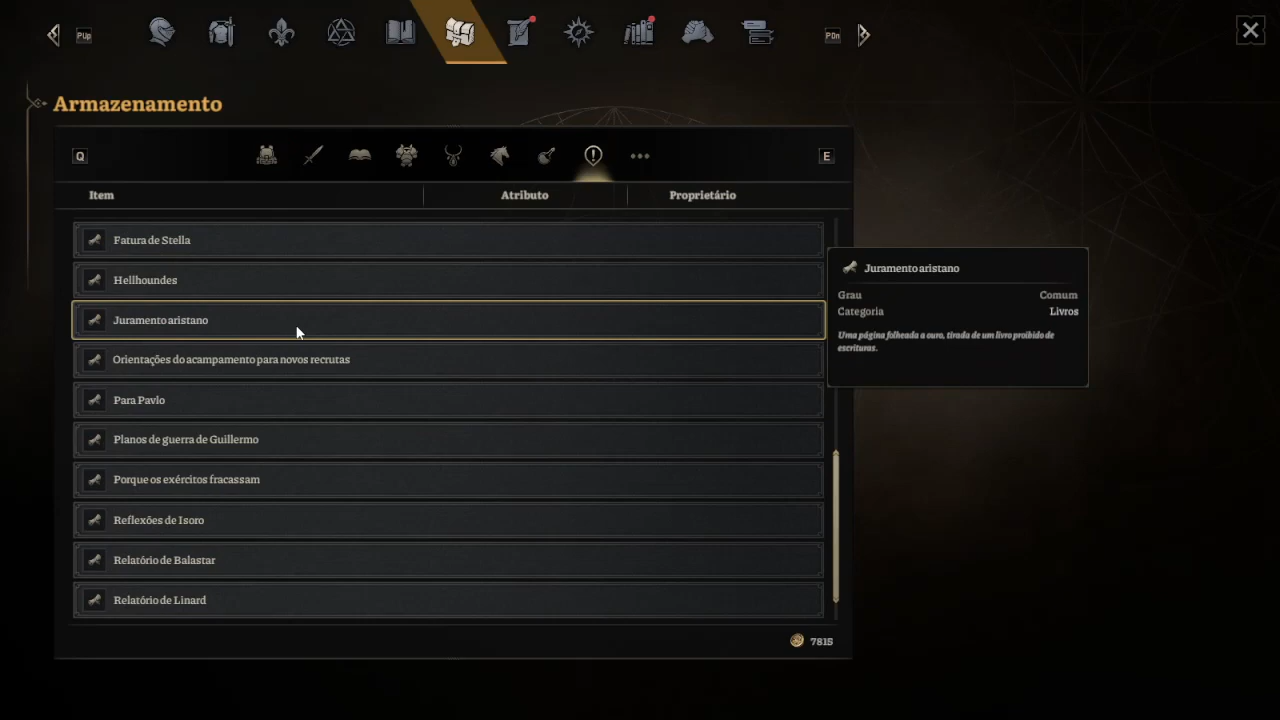 PUp
PDn
Armazenamento
Q
E
Item Atributo Proprietário
Fatura de Stella
Hellhoundes
Juramento aristano
Orientações do acampamento para novos recrutas
Para Pavlo
Planos de guerra de Guillermo
Porque os exércitos fracassam
Reflexões de Isoro
Relatório de Balastar
Relatório de Linard
7815
Juramento aristano
Grau Comum
Categoria Livros
Uma página folheada a ouro, tirada de um livro proibido de
escrituras.